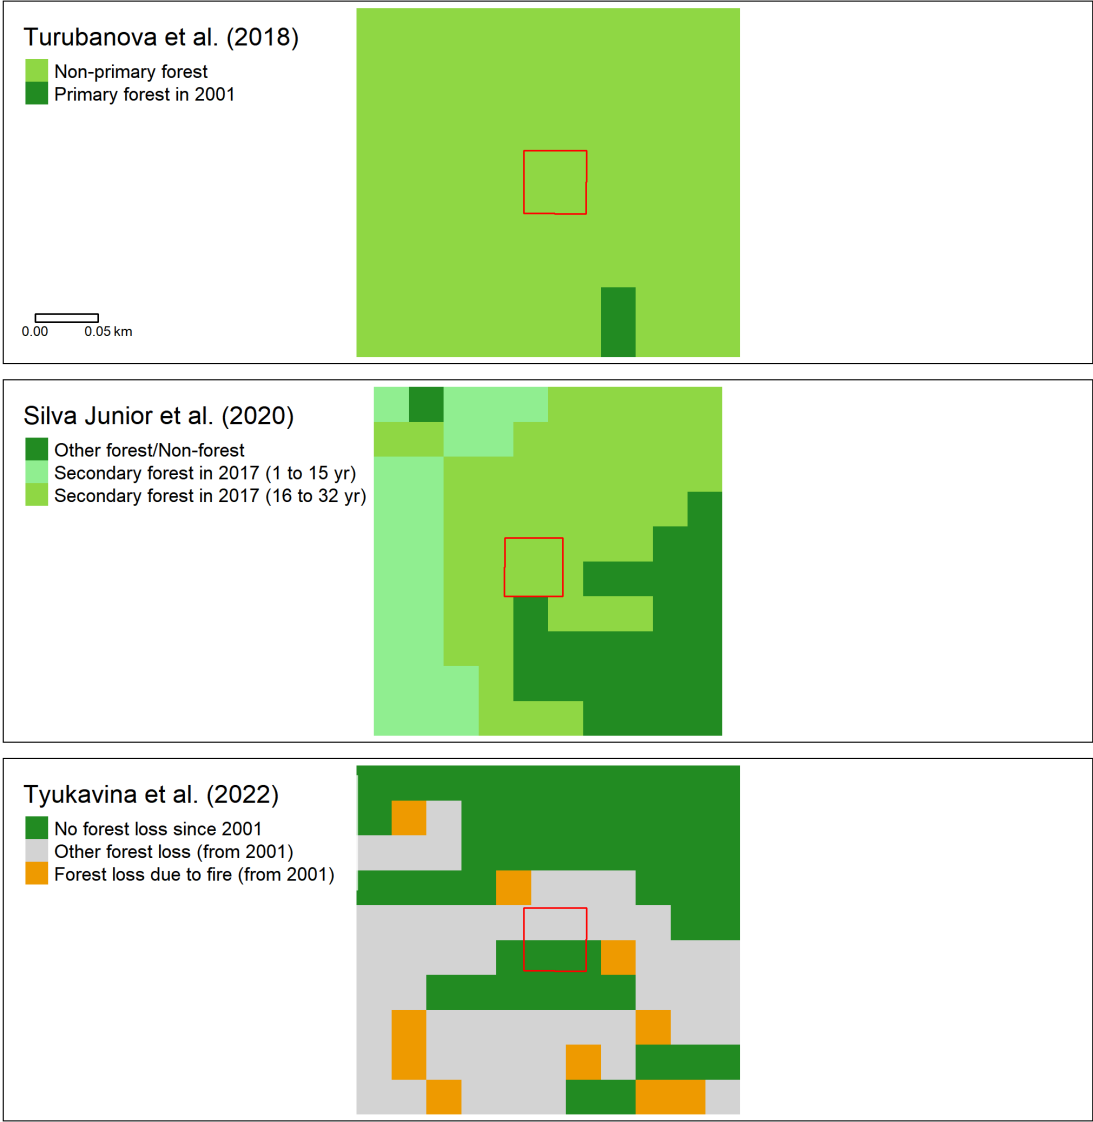 Turubanova et al. (2018)
Non-primary forest
Primary forest in 2001
0.00 0.05 km
Silva Junior et al. (2020)
Other forest/Non-forest
Secondary forest in 2017 (1 to 15 yr)
Secondary forest in 2017 (16 to 32 yr)
Tyukavina et al. (2022)
No forest loss since 2001
Other forest loss (from 2001)
Forest loss due to fire (from 2001)